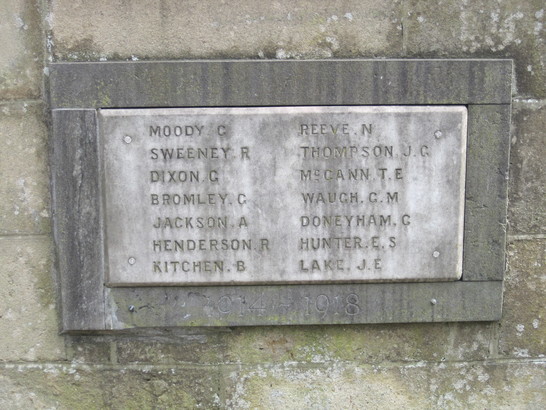 MOODY. G
SWEENEY. R
DIXON. G
BROMLEY. G
JACKSON. A
HENDERSON. R
KITCHEN. B
REEVE. N
THOMPSON. J. G
McCANN. T. E
WAUGH. G. M
DONEYHAM. G
HUNTER. E. S
LAKE. J. E
1914 - 1918